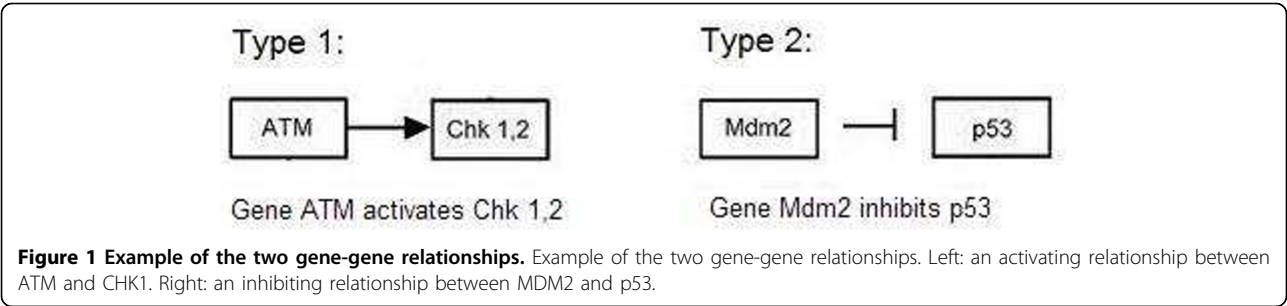 Type 1:
Type 2:
ATM
Chk 1,2
Mdm2
p53
Gene ATM activates Chk 1,2
Gene Mdm2 inhibits p53
Figure 1 Example of the two gene-gene relationships. Example of the two gene-gene relationships. Left: an activating relationship between
ATM and CHK1. Right: an inhibiting relationship between MDM2 and p53.